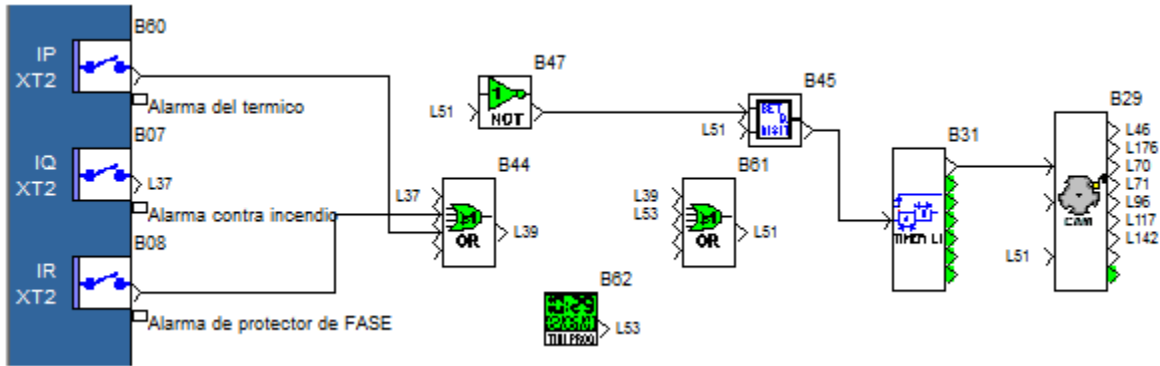 B60
IP
XT2
Alarma del termico
B07
IQ
XT2
L37
Alarma contra incendio
B08
IR
XT2
Alarma de protector de FASE
B47
L51
1
NOT
B45
L51
B44
L37
OR
L39
B61
L39
L53
OR
L51
B62
L53
B31
B29
CAM
L51
L46
L176
L70
L71
L96
L117
L142